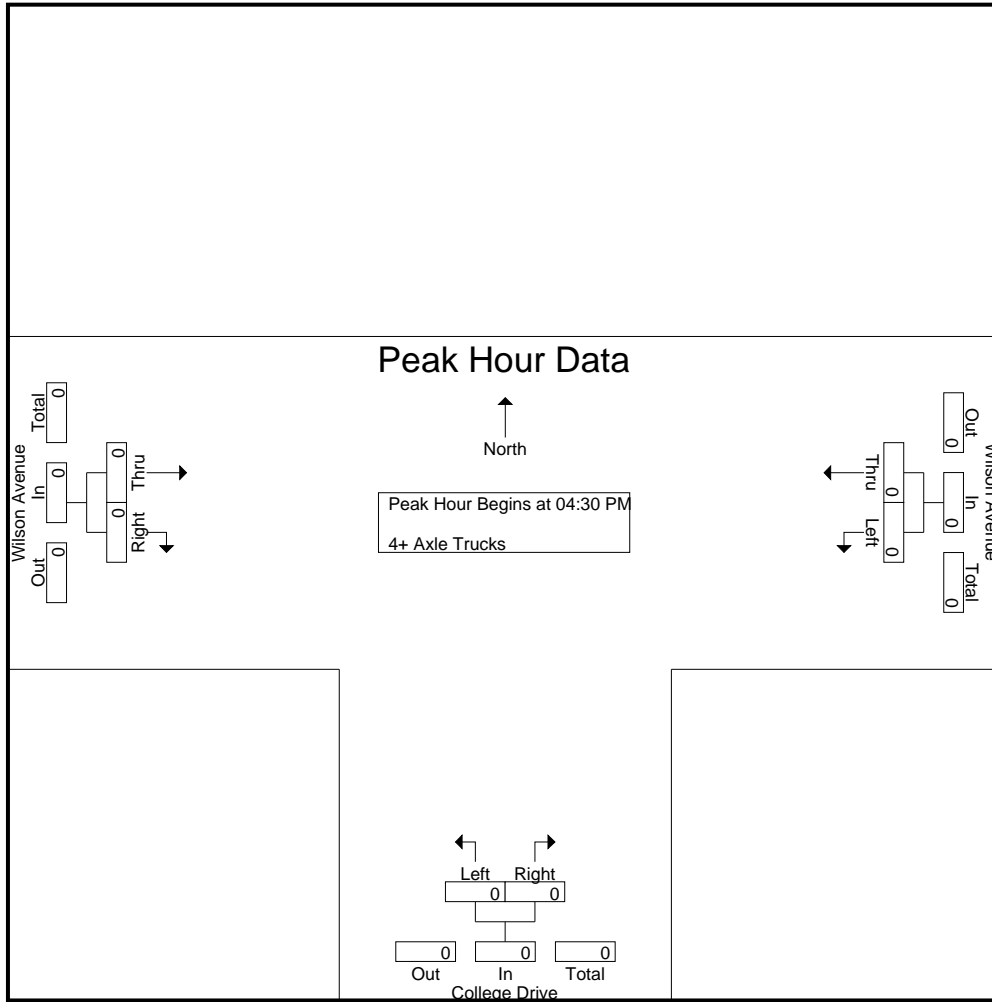 Peak Hour Data
North
Peak Hour Begins at 04:30 PM
4+ Axle Trucks
Wilson Avenue
Total
0
In
0
Out
0
Thru
0
Right
0
Wilson Avenue
Out
0
In
0
Total
0
Thru
0
Left
0
Left Right
0 0
0 0 0
Out In Total
College Drive